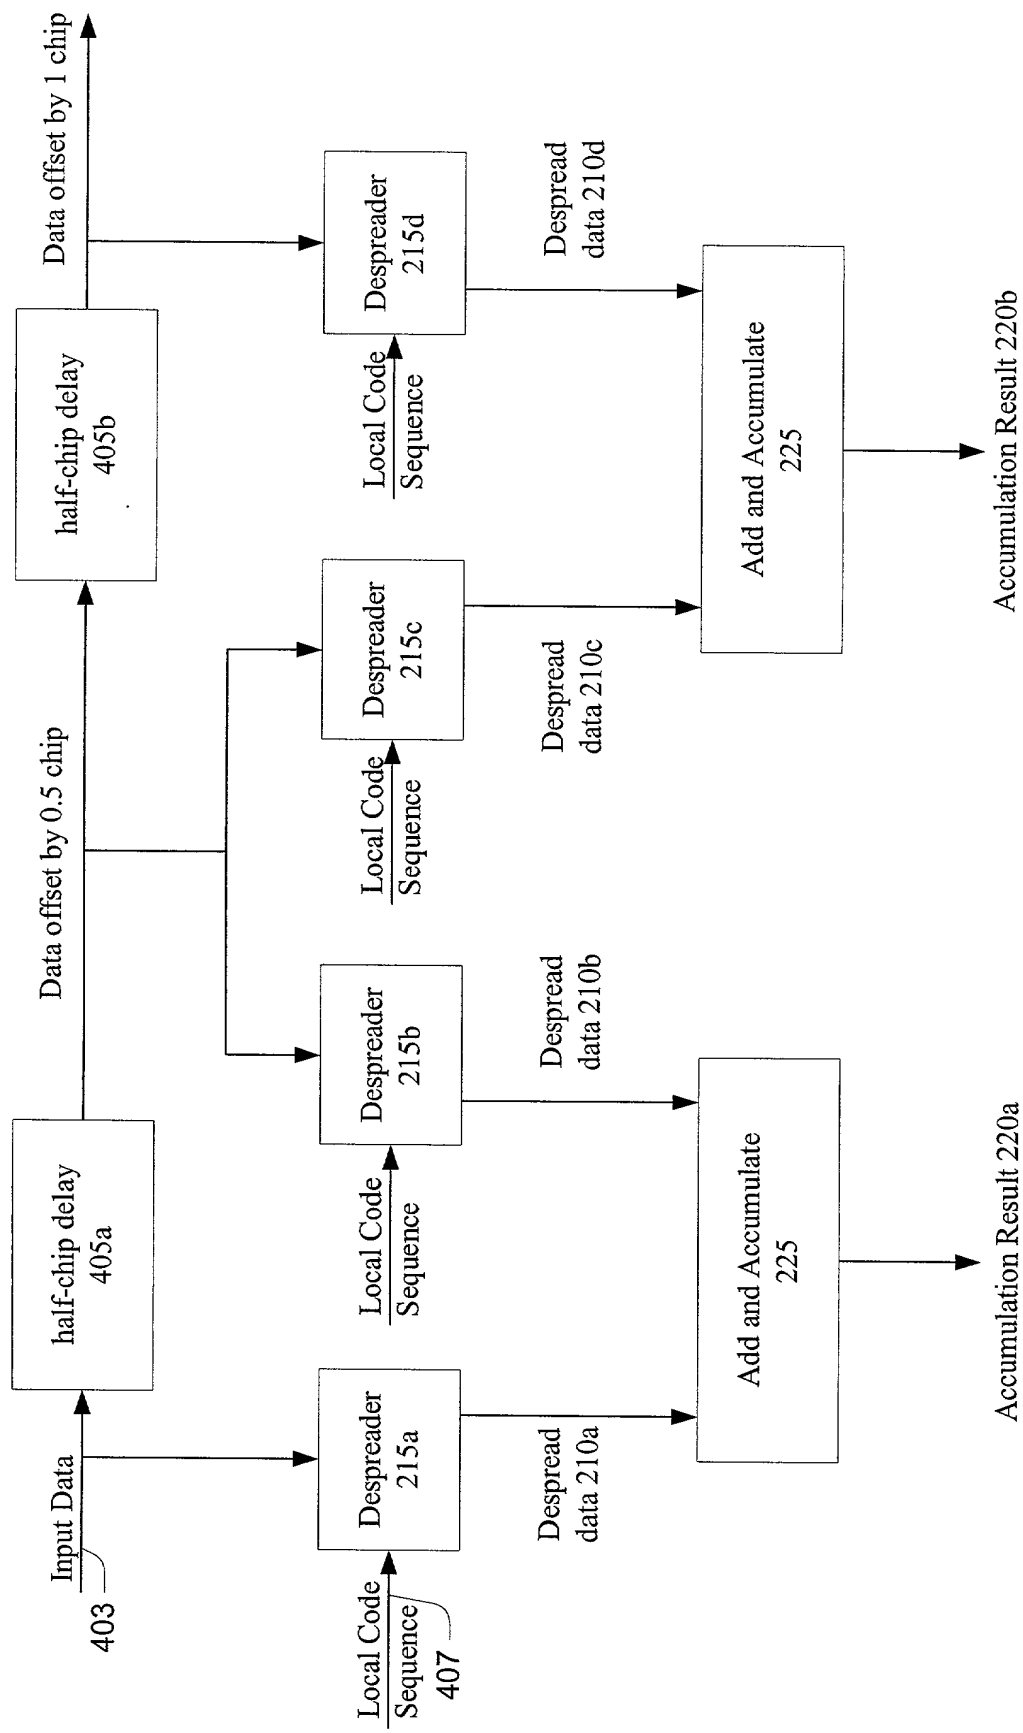 Input Data
403
half-chip delay
405a
Data offset by 0.5 chip
half-chip delay
405b
Data offset by 1 chip
Local Code
Sequence
407
Despreader
215a
Local Code
Sequence
Despreader
215b
Local Code
Sequence
Despreader
215c
Local Code
Sequence
Despreader
215d
Despread
data 210a
Despread
data 210b
Despread
data 210c
Despread
data 210d
Add and Accumulate
225
Add and Accumulate
225
Accumulation Result 220a
Accumulation Result 220b